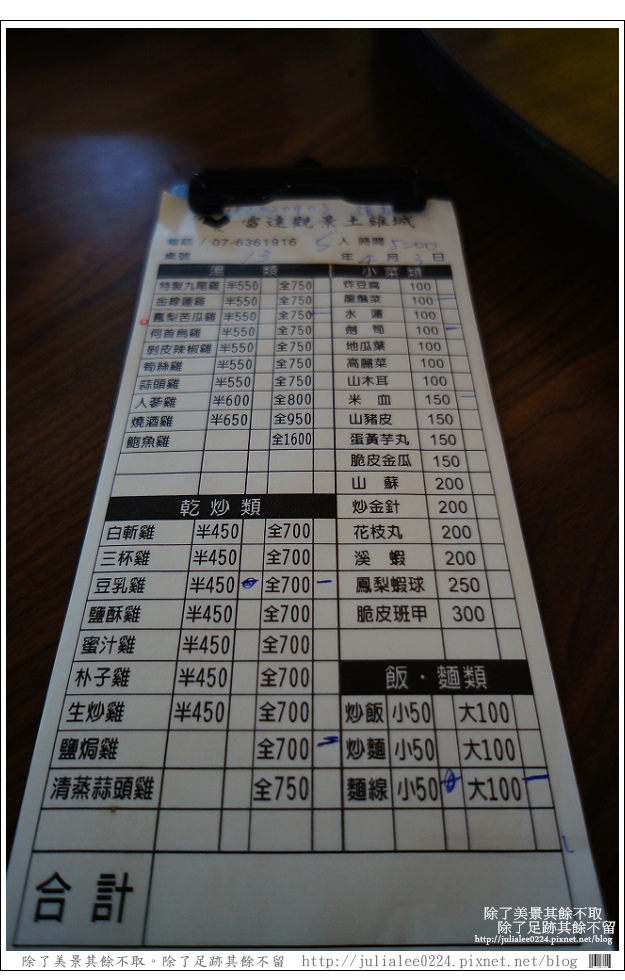 雷達觀景土雞城
電話 / 07-6361916 5 人 時間 5:00
桌號 13 年 4 月 3 日
湯 類 小 菜 類
特製九尾雞 半550 全750 炸豆腐 100
金線蓮雞 半550 全750 龍鬚菜 100
鳳梨苦瓜雞 半550 全750 水 蓮 100
何首烏雞 半550 全750 劍 筍 100
剝皮辣椒雞 半550 全750 地瓜葉 100
筍絲雞 半550 全750 高麗菜 100
蒜頭雞 半550 全750 山木耳 100
人蔘雞 半600 全800 米 血 150
燒酒雞 半650 全950 山豬皮 150
鮑魚雞 全1600 蛋黃芋丸 150
脆皮金瓜 150
山 蘇 200
乾 炒 類 炒金針 200
白斬雞 半450 全700 花枝丸 200
三杯雞 半450 全700 溪 蝦 200
豆乳雞 半450 全700 鳳梨蝦球 250
鹽酥雞 半450 全700 脆皮班甲 300
蜜汁雞 半450 全700
朴子雞 半450 全700 飯 · 麵類
生炒雞 半450 全700 炒飯 小50 大100
鹽焗雞 全700 炒麵 小50 大100
清蒸蒜頭雞 全750 麵線 小50 大100
合 計
除了美景其餘不取
除了足跡其餘不留
http://julialee0224.pixnet.net/blog
除了美景其餘不取。除了足跡其餘不留 http://julialee0224.pixnet.net/blog